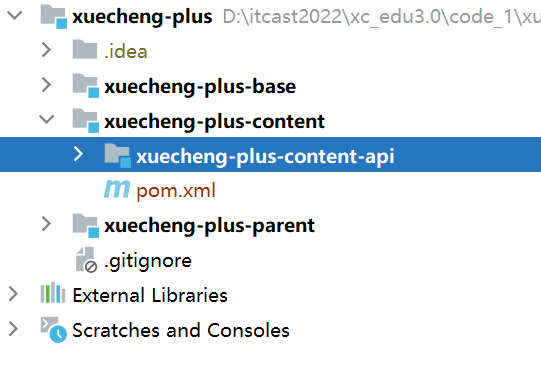 xuecheng-plus D:\itcast2022\xc_edu3.0\code_1\xu
.idea
xuecheng-plus-base
xuecheng-plus-content
xuecheng-plus-content-api
m pom.xml
xuecheng-plus-parent
.gitignore
External Libraries
Scratches and Consoles